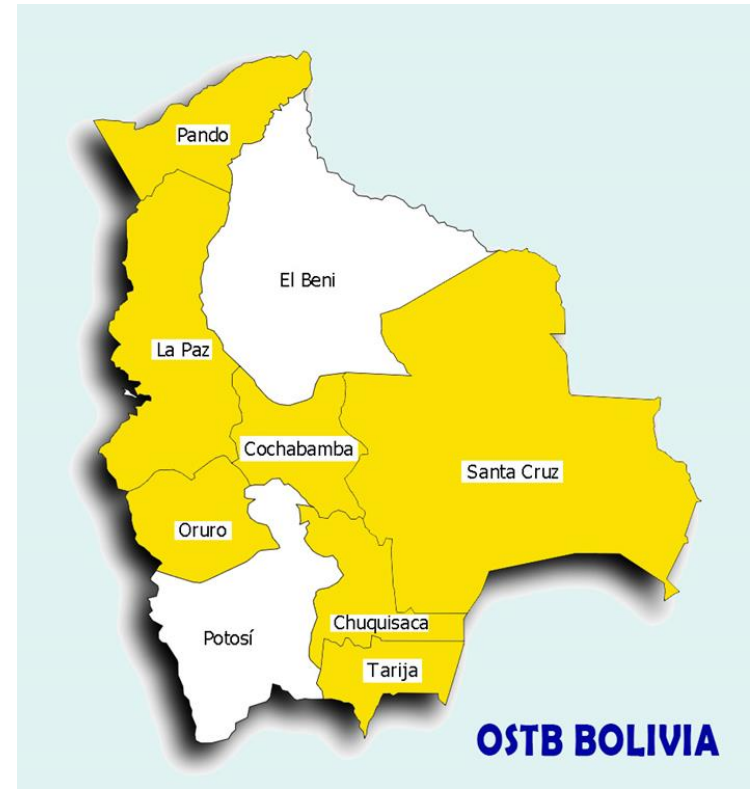 Pando
El Beni
La Paz
Cochabamba
Santa Cruz
Oruro
Chuquisaca
Potosí
Tarija
OSTB BOLIVIA